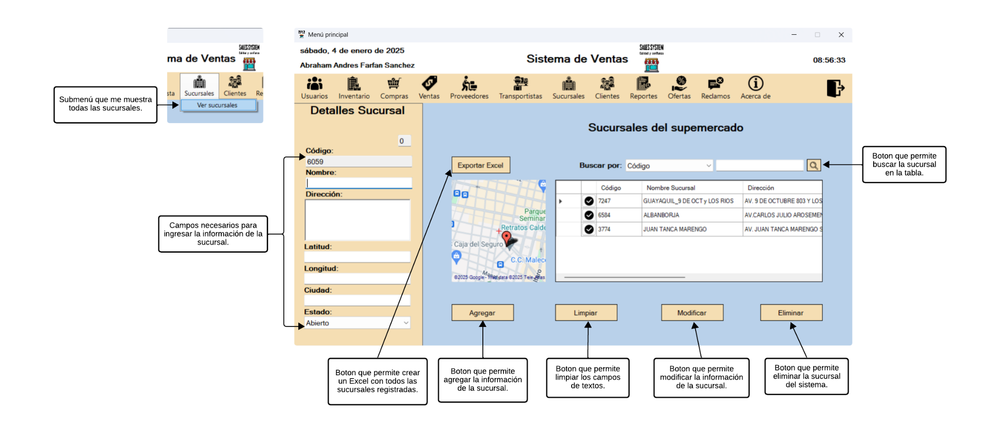 SALES SYSTEM
Calidad y confianza
ma de Ventas
sta
Sucursales
Clientes
Re
Ver sucursales
Submenú que me muestra
todas las sucursales.
Menú principal
sábado, 4 de enero de 2025
Abraham Andres Farfan Sanchez
Sistema de Ventas
SALES SYSTEM
Calidad y confianza
08:56:33
Usuarios
Inventario
Compras
Ventas
Proveedores
Transportistas
Sucursales
Clientes
Reportes
Ofertas
Reclamos
Acerca de
Detalles Sucursal
0
Código:
6059
Nombre:
Dirección:
Latitud:
Longitud:
Ciudad:
Estado:
Abierto
Campos necesarios para
ingresar la información de la
sucursal.
Sucursales del supemercado
Exportar Excel
Buscar por:
Código
Boton que permite
buscar la sucursal
en la tabla.
Parque
Seminar
Retratos Calde
Caja del Seguro
C.C. Malec
©2025 Google - Map data ©2025 Tele Atlas
Código Nombre Sucursal Dirección
7247 GUAYAQUIL_9 DE OCT y LOS RIOS AV. 9 DE OCTUBRE 803 Y LOS
6584 ALBANBORJA AV.CARLOS JULIO AROSEMEN
3774 JUAN TANCA MARENGO AV. JUAN TANCA MARENGO S
Agregar
Limpiar
Modificar
Eliminar
Boton que permite crear
un Excel con todos las
sucursales registradas.
Boton que permite
agregar la información
de la sucursal.
Boton que permite
limpiar los campos
de textos.
Boton que permite
modificar la información
de la sucursal.
Boton que permite
eliminar la sucursal
del sistema.